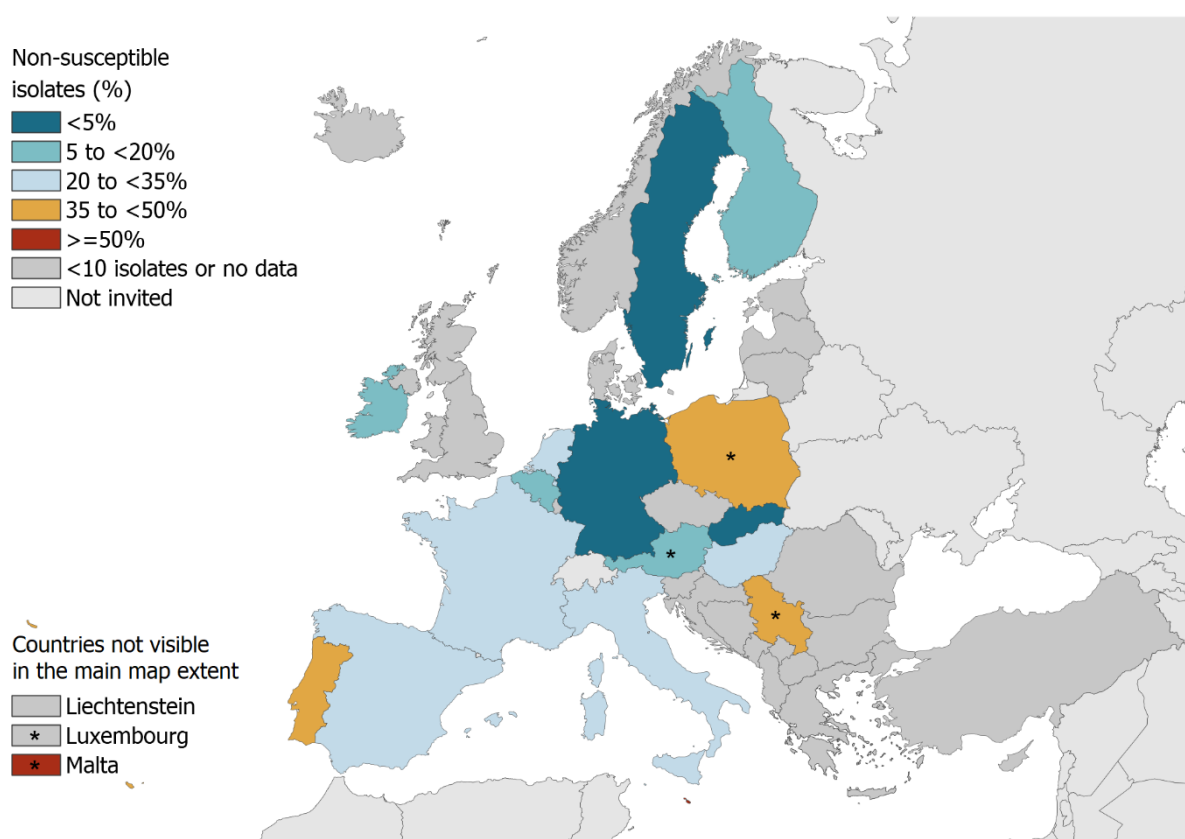 Non-susceptible
isolates (%)
<5%
5 to <20%
20 to <35%
35 to <50%
>=50%
<10 isolates or no data
Not invited
*
*
*
Countries not visible
in the main map extent
Liechtenstein
* Luxembourg
* Malta